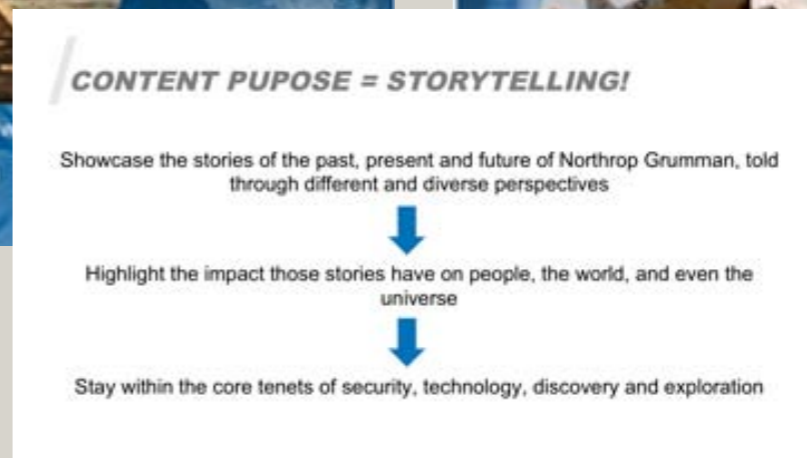 CONTENT PUPOSE = STORYTELLING!
Showcase the stories of the past, present and future of Northrop Grumman, told
through different and diverse perspectives
Highlight the impact those stories have on people, the world, and even the
universe
Stay within the core tenets of security, technology, discovery and exploration